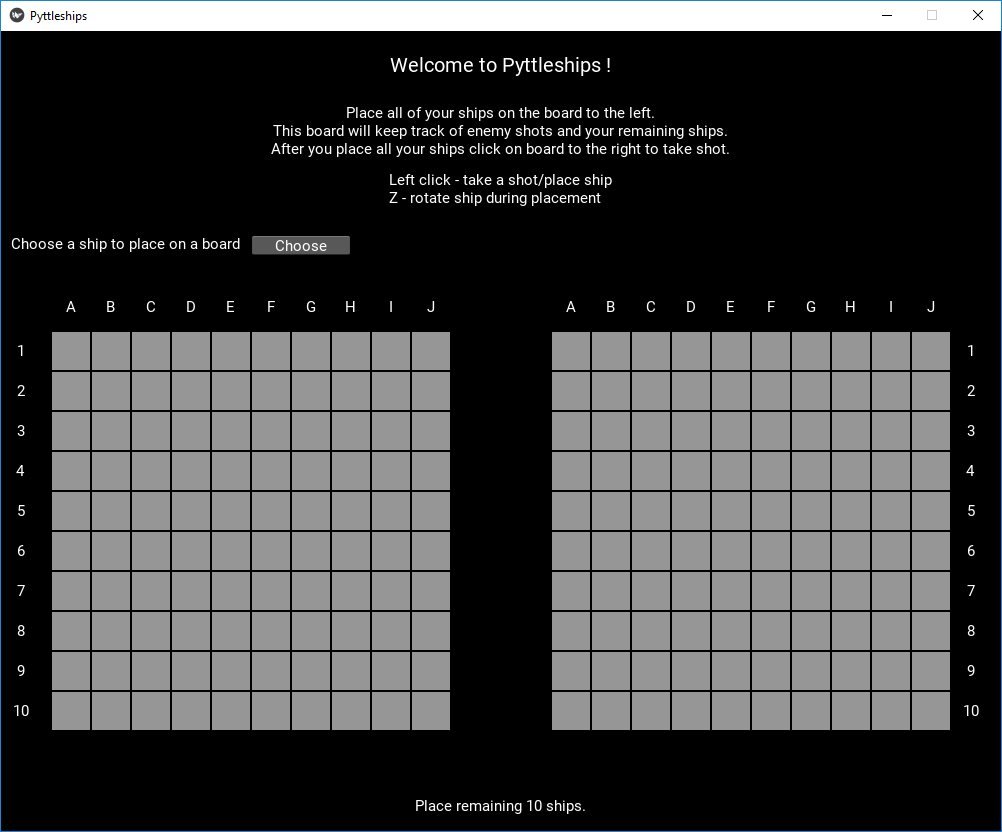 Pyttleships
Welcome to Pyttleships !
Place all of your ships on the board to the left.
This board will keep track of enemy shots and your remaining ships.
After you place all your ships click on board to the right to take shot.
Left click - take a shot/place ship
Z - rotate ship during placement
Choose a ship to place on a board Choose
A B C D E F G H I J A B C D E F G H I J
1 1
2 2
3 3
4 4
5 5
6 6
7 7
8 8
9 9
10 10
Place remaining 10 ships.